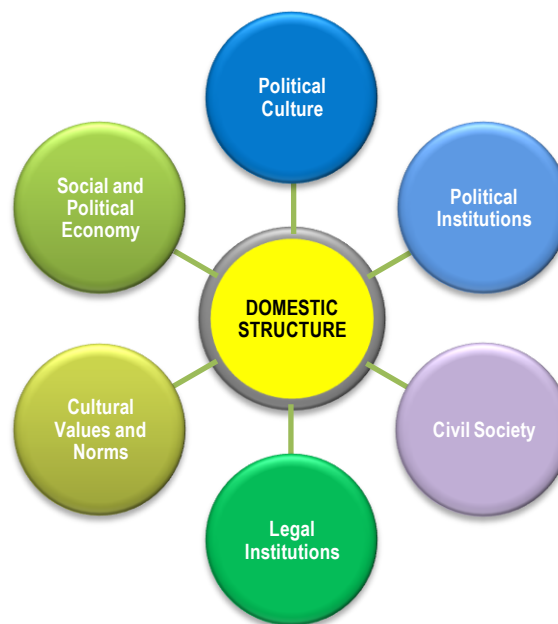 Political
Culture
Political
Institutions
Civil Society
Legal
Institutions
Cultural
Values and
Norms
Social and
Political
Economy
DOMESTIC
STRUCTURE